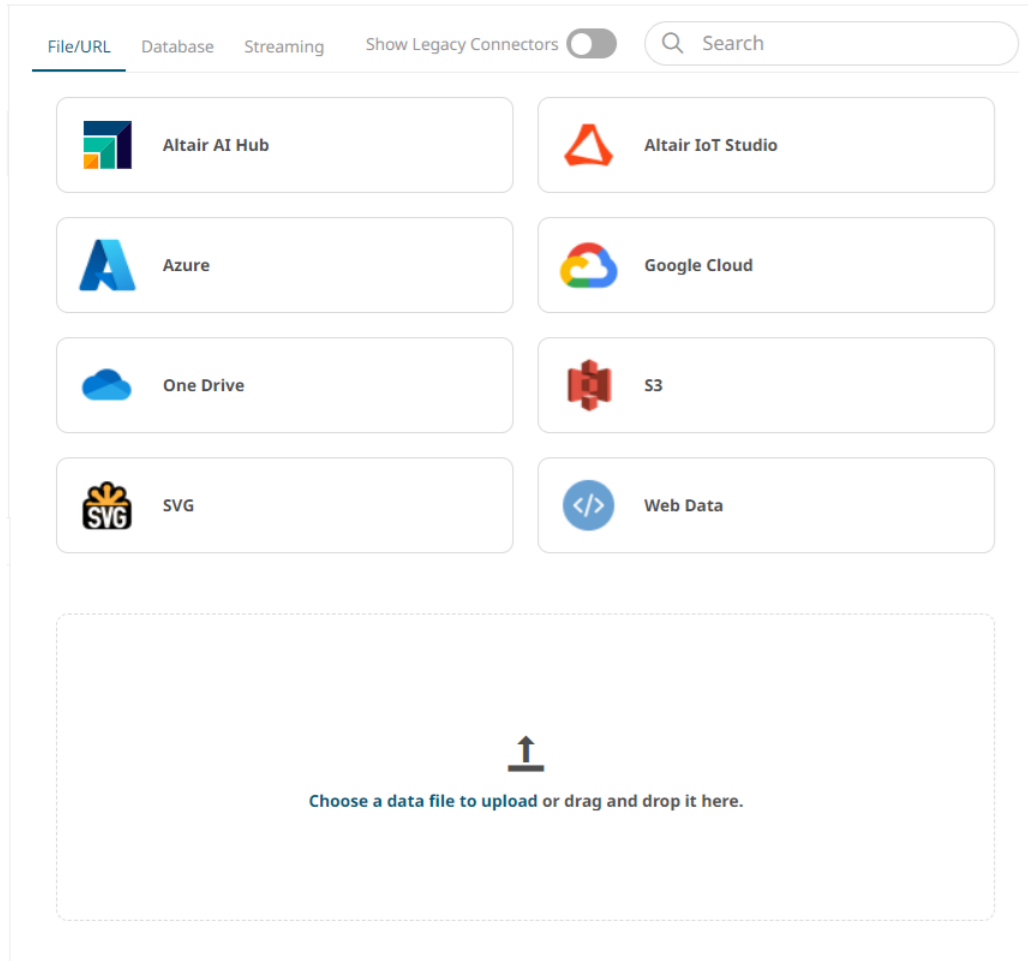 File/URL Database Streaming Show Legacy Connectors Search
Altair AI Hub
Altair IoT Studio
Azure
Google Cloud
One Drive
S3
SVG
SVG
</> Web Data
Choose a data file to upload or drag and drop it here.